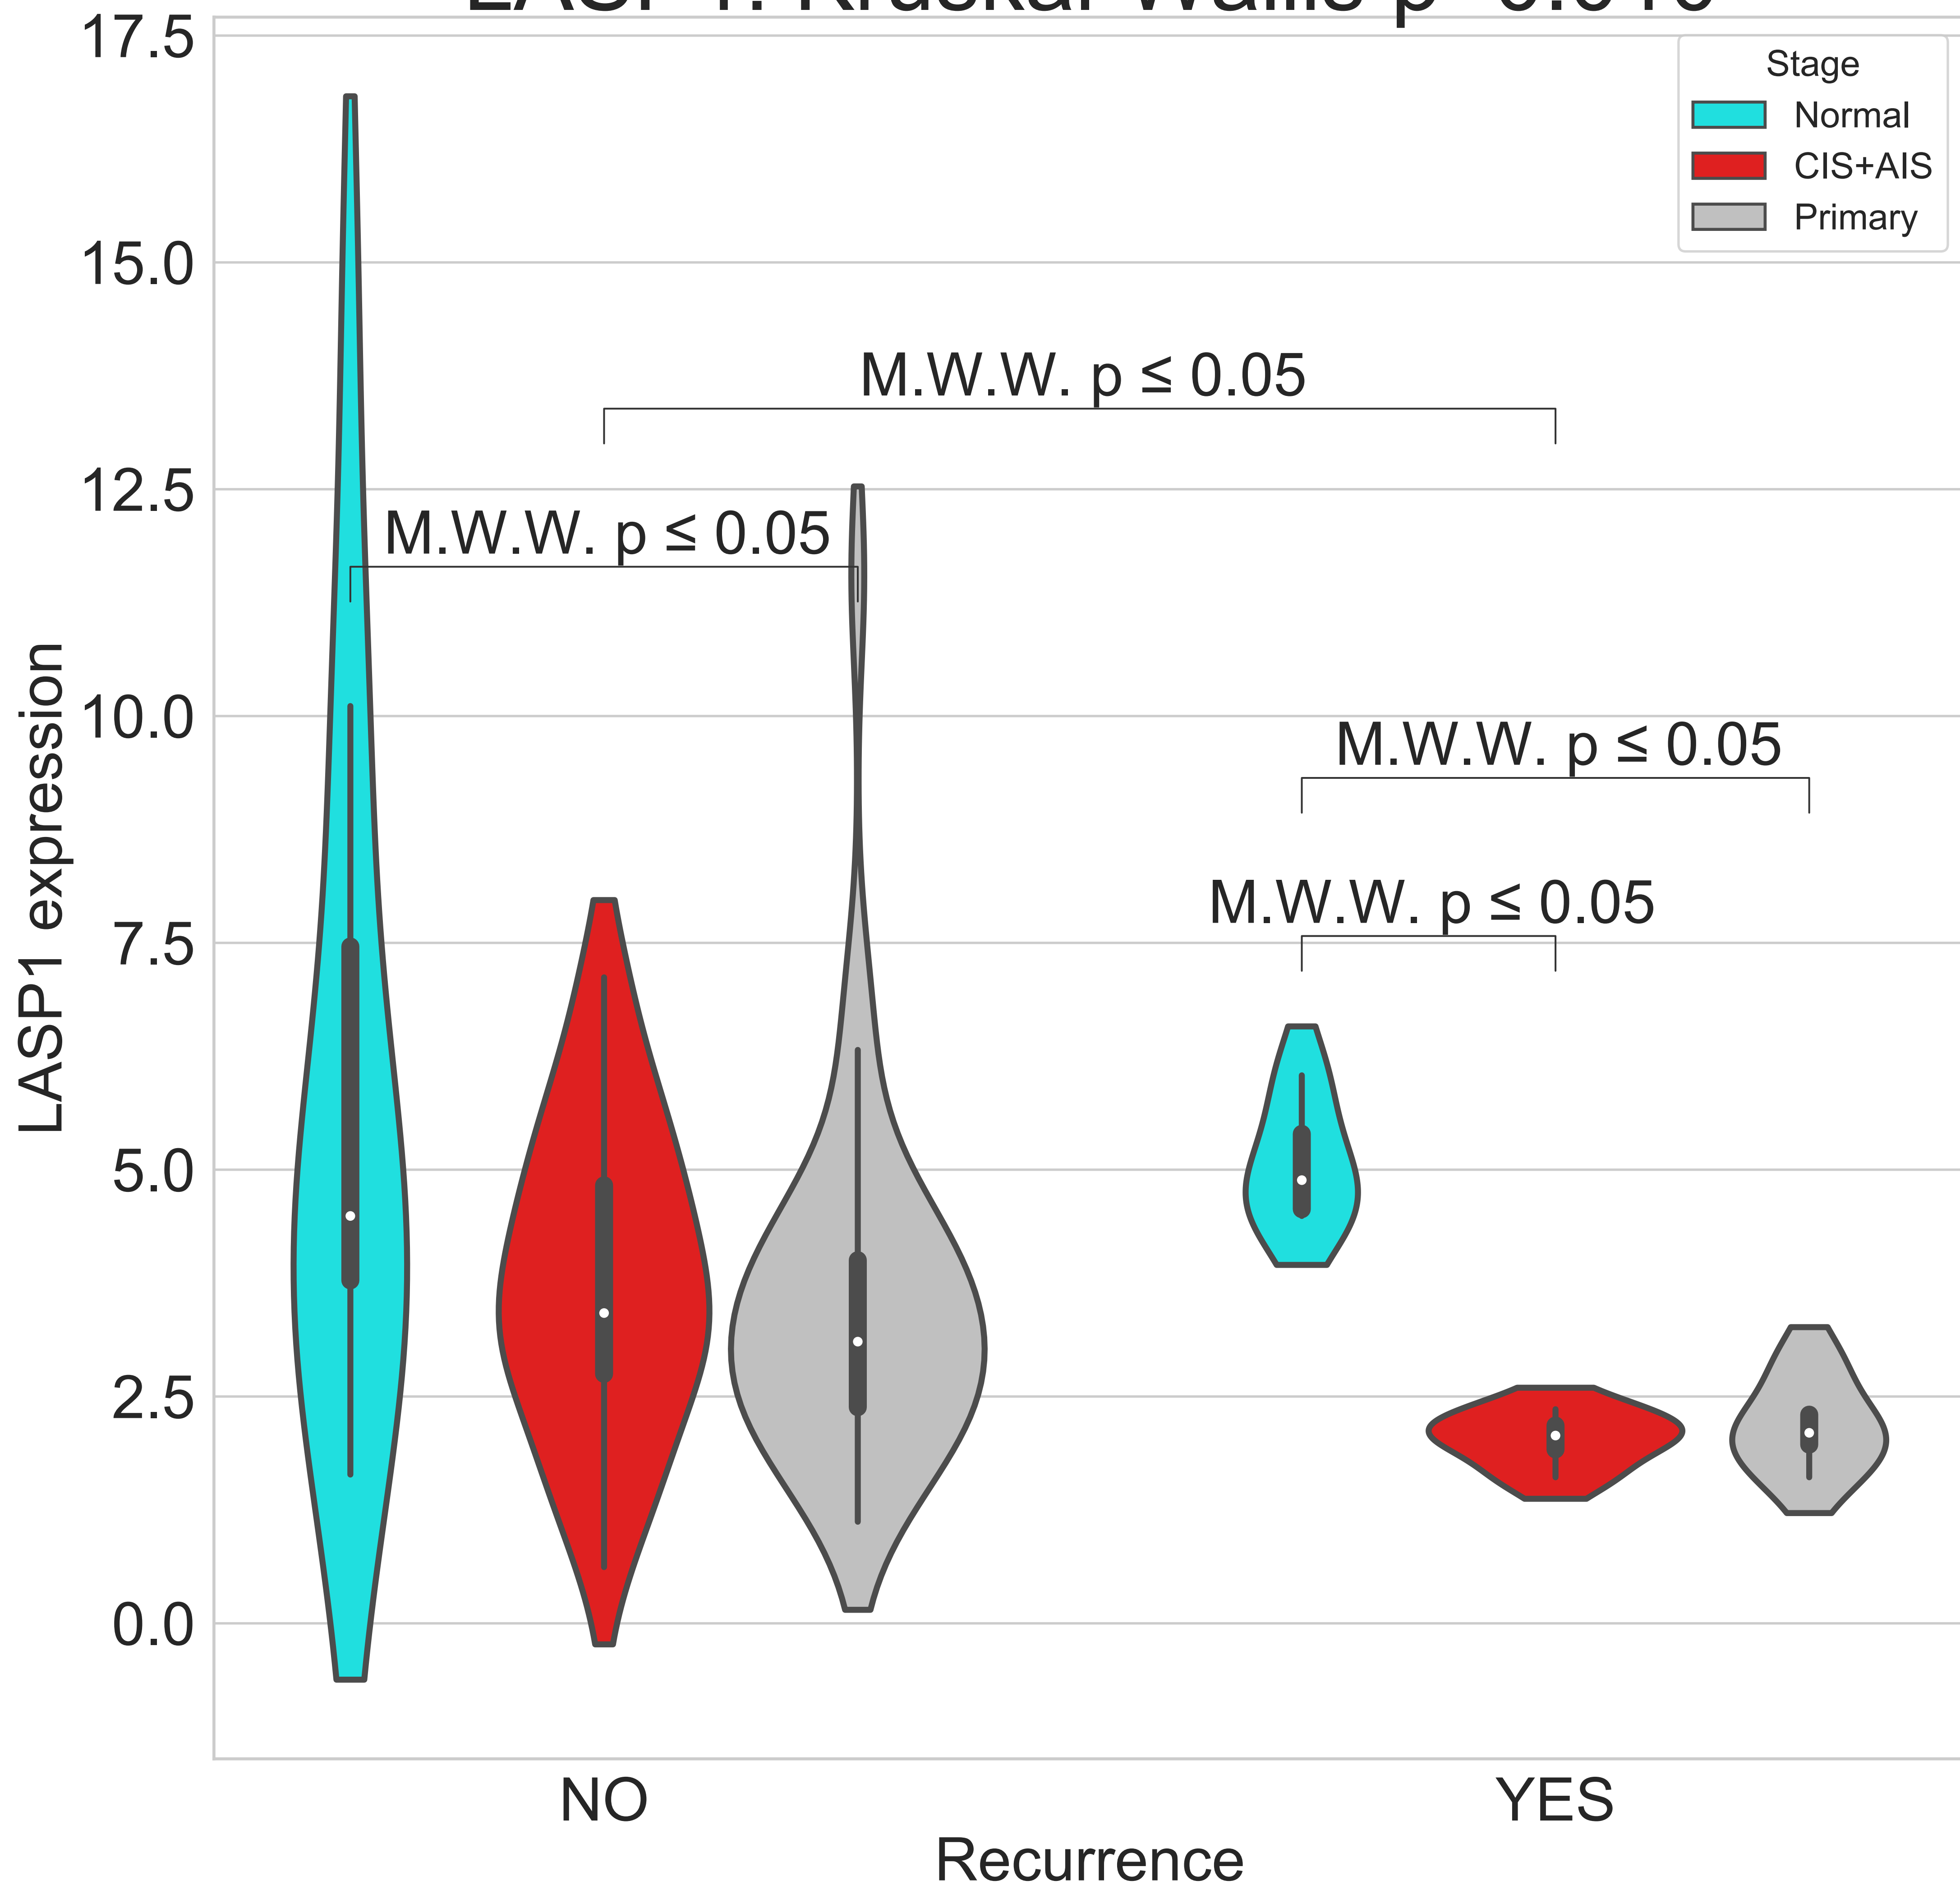 17.5
15.0
12.5
10.0
7.5
5.0
2.5
0.0
LASP1 expression
Stage
Normal
CIS+AIS
Primary
M.W.W. p ≤ 0.05
M.W.W. p ≤ 0.05
M.W.W. p ≤ 0.05
M.W.W. p ≤ 0.05
NO
YES
Recurrence